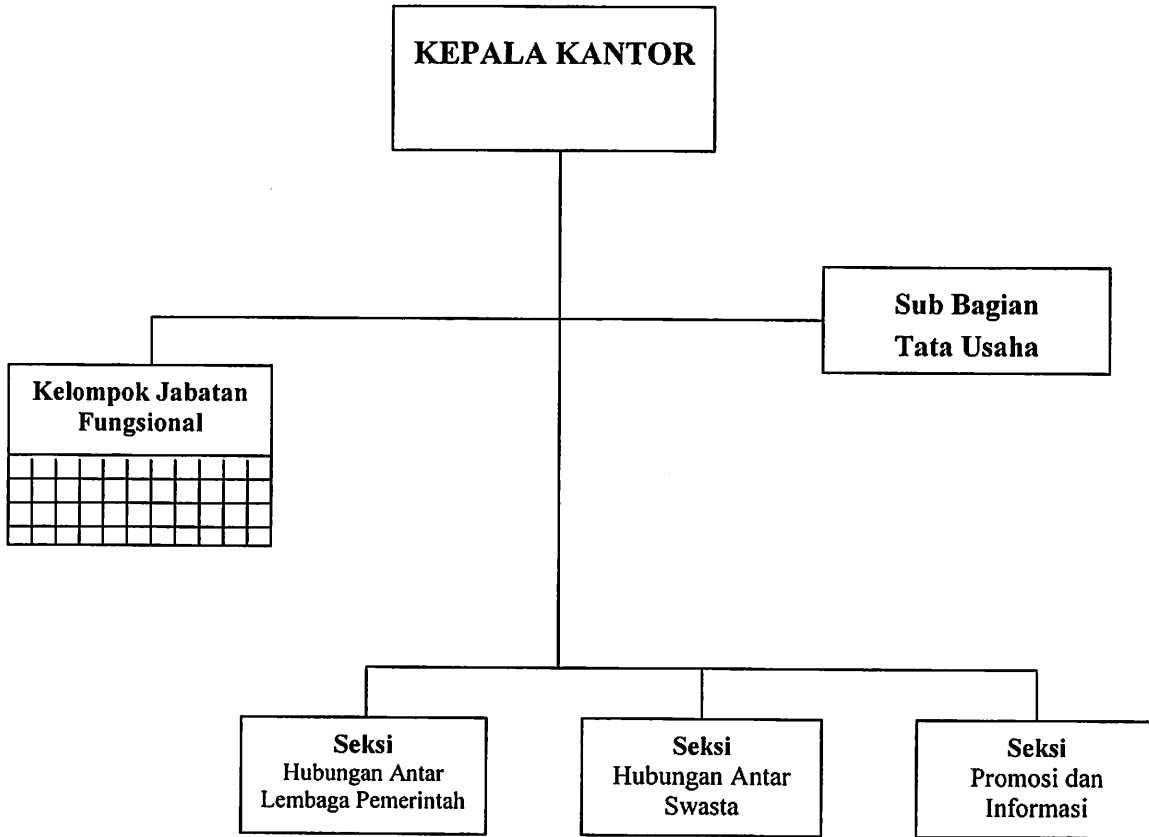 KEPALA KANTOR
Sub Bagian
Tata Usaha
Kelompok Jabatan
Fungsional
Seksi
Hubungan Antar
Lembaga Pemerintah
Seksi
Hubungan Antar
Swasta
Seksi
Promosi dan
Informasi